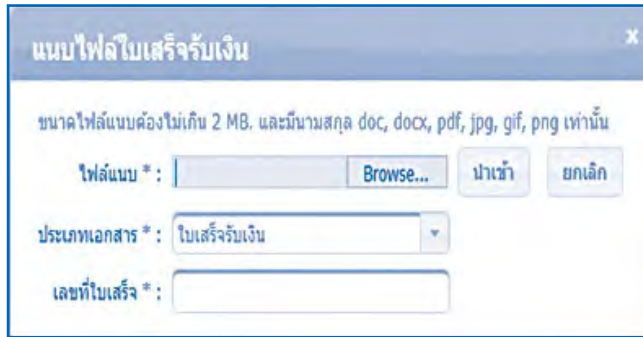 แนบไฟล์ใบเสร็จรับเงิน x
ขนาดไฟล์แนบต้องไม่เกิน 2 MB. และมีนามสกุล doc, docx, pdf, jpg, gif, png เท่านั้น
ไฟล์แนบ * : Browse... นำเข้า ยกเลิก
ประเภทเอกสาร * : ใบเสร็จรับเงิน
เลขที่ใบเสร็จ * :